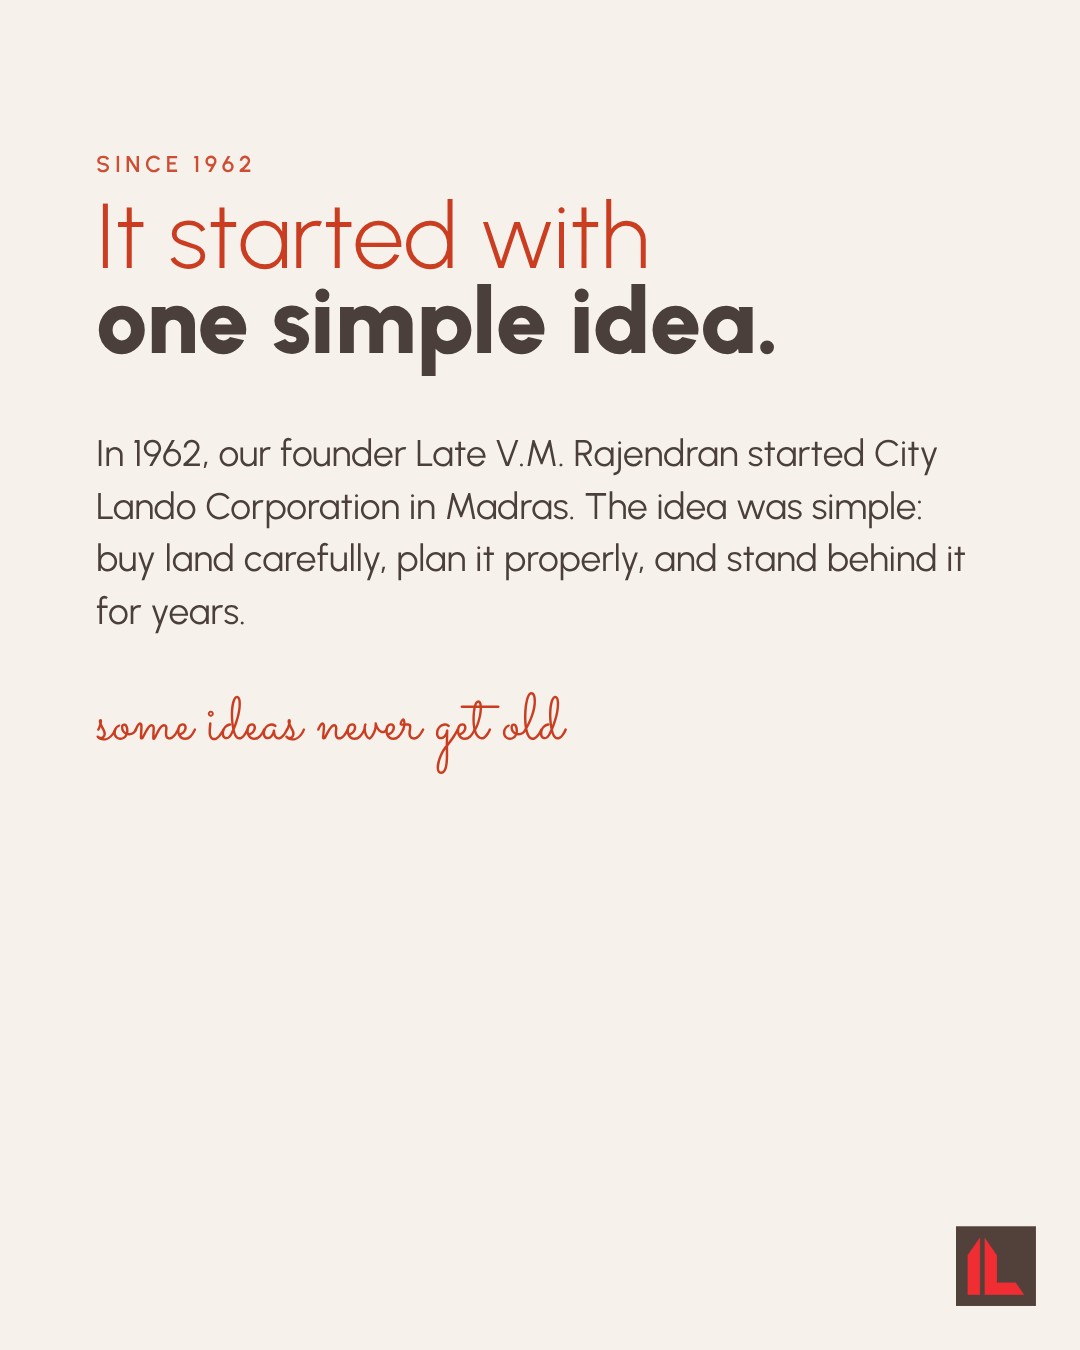 SINCE 1962
It started with
one simple idea.
In 1962, our founder Late V.M. Rajendran started City
Lando Corporation in Madras. The idea was simple:
buy land carefully, plan it properly, and stand behind it
for years.
some ideas never get old
IL